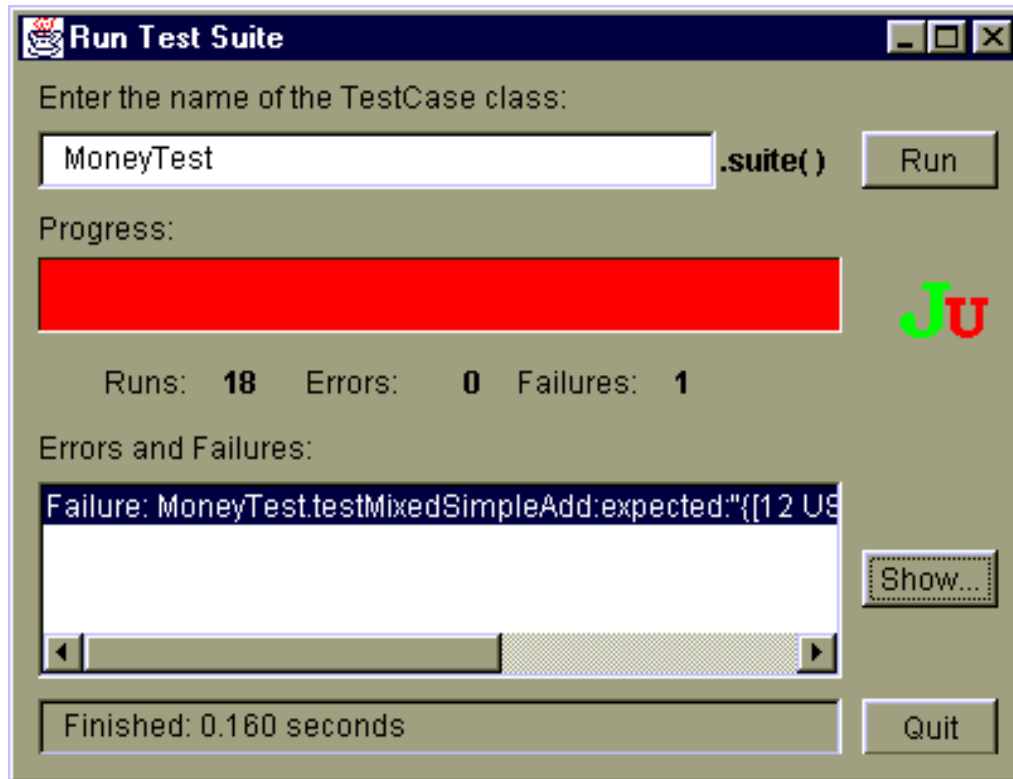 Run Test Suite
Enter the name of the TestCase class:
MoneyTest .suite( ) Run
Progress:
JU
Runs: 18 Errors: 0 Failures: 1
Errors and Failures:
Failure: MoneyTest.testMixedSimpleAdd:expected:"{[12 US
Show...
Finished: 0.160 seconds Quit